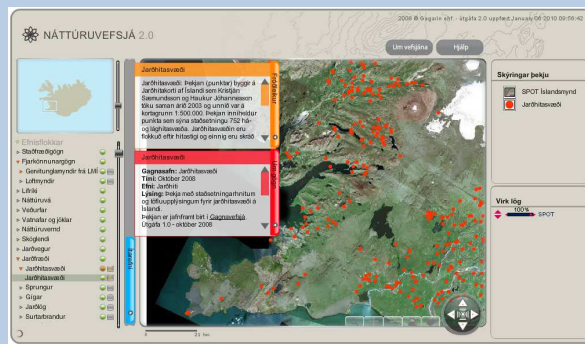 2008 © Gagarín ehf - útgáfa 2.0 uppfært January 06 2010 09:56:42
NÁTTÚRUVEFSJÁ 2.0
Um vefsjána
Hjálp
Jarðhitasvæði
Jarðhitasvæði: Þekjan (punktar) byggir á
Jarðhitakorti af Íslandi sem Kristján
Sæmundsson og Haukur Jóhannesson
tóku saman árið 2003 og unnið var á
kortagrunn 1:500.000. Þekjan inniheldur
punkta sem sýna staðsetningu 752 há-
og lághitasvæða. Jarðhitasvæðin eru
flokkuð eftir hitastigi og einnig eru skráð
Fróðleikur
Jarðhitasvæði
Gagnasafn: Jarðhitasvæði
Tími: Október 2008
Efni: Jarðhiti
Lýsing: Þekja með staðsetningarhnitum
og töfluupplýsingum fyrir jarðhitasvæði á
Íslandi.
Þekjan er jafnframt birt í Gagnavefsjá.
Útgáfa 1.0 - október 2008
Um gögn
Efnisflokkar
Staðfræðigögn
Fjarkönnunargögn
Gervitunglamyndir frá LMÍ
Loftmyndir
Lífríki
Náttúruvá
Veðurfar
Vatnafar og jöklar
Náttúruvernd
Skóglendi
Jarðvegur
Jarðfræði
Jarðhitasvæði
Jarðhitasvæði
Sprungur
Gígar
Jarðlög
Surtarbrandur
Skýringar þekju
SPOT Íslandsmynd
Jarðhitasvæði
Virk lög
100%
SPOT